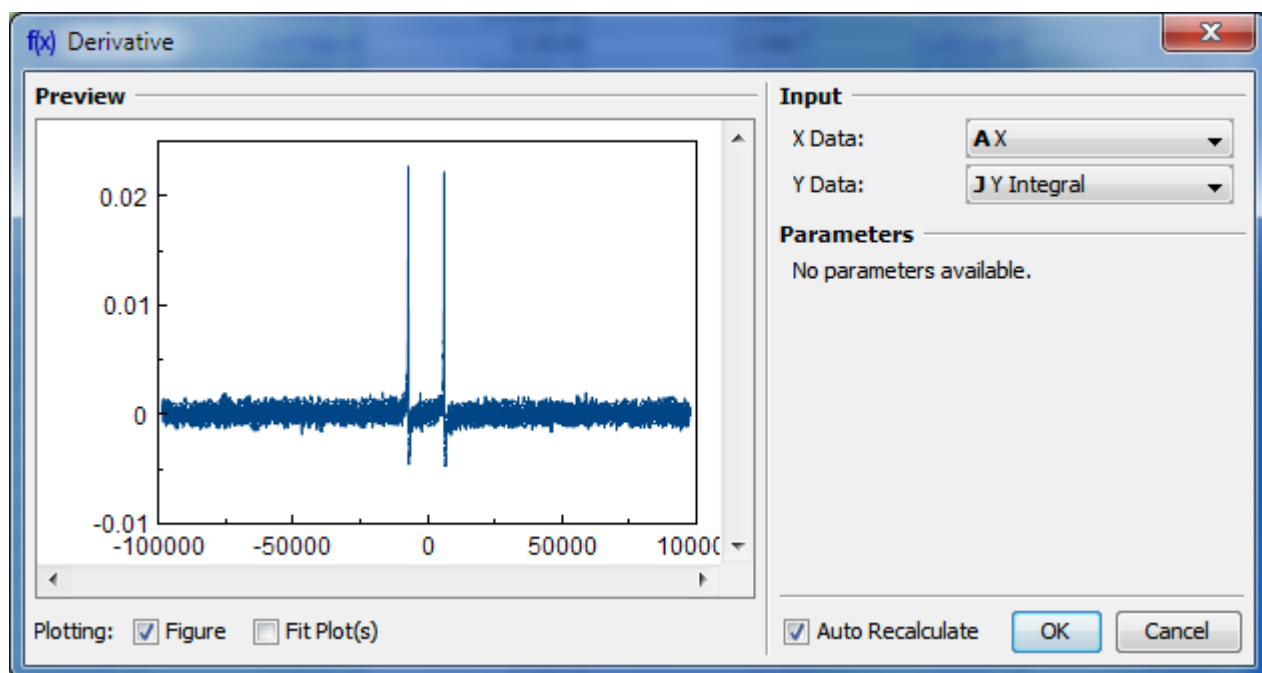 f(x) Derivative
Preview
0.02
0.01
0
-0.01
-100000 -50000 0 50000 10000
Plotting: Figure Fit Plot(s)
Input
X Data: A X
Y Data: J Y Integral
Parameters
No parameters available.
Auto Recalculate OK Cancel